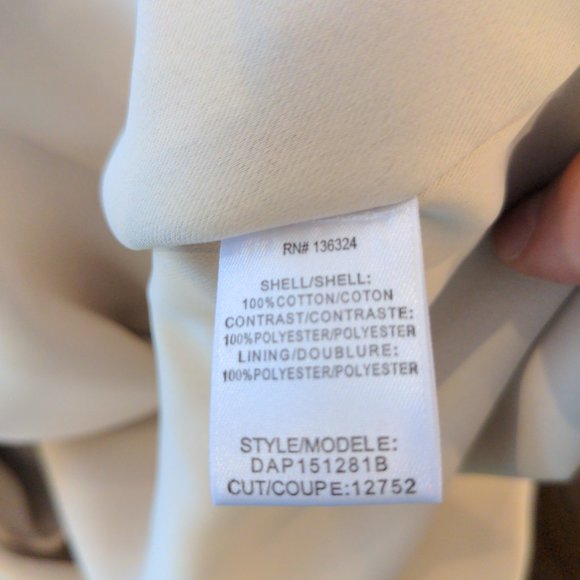 RN# 136324
SHELL/SHELL:
100%COTTON/COTON
CONTRAST/CONTRASTE:
100%POLYESTER/POLYESTER
LINING/DOUBLURE:
100%POLYESTER/POLYESTER
STYLE/MODELE:
DAP151281B
CUT/COUPE:12752